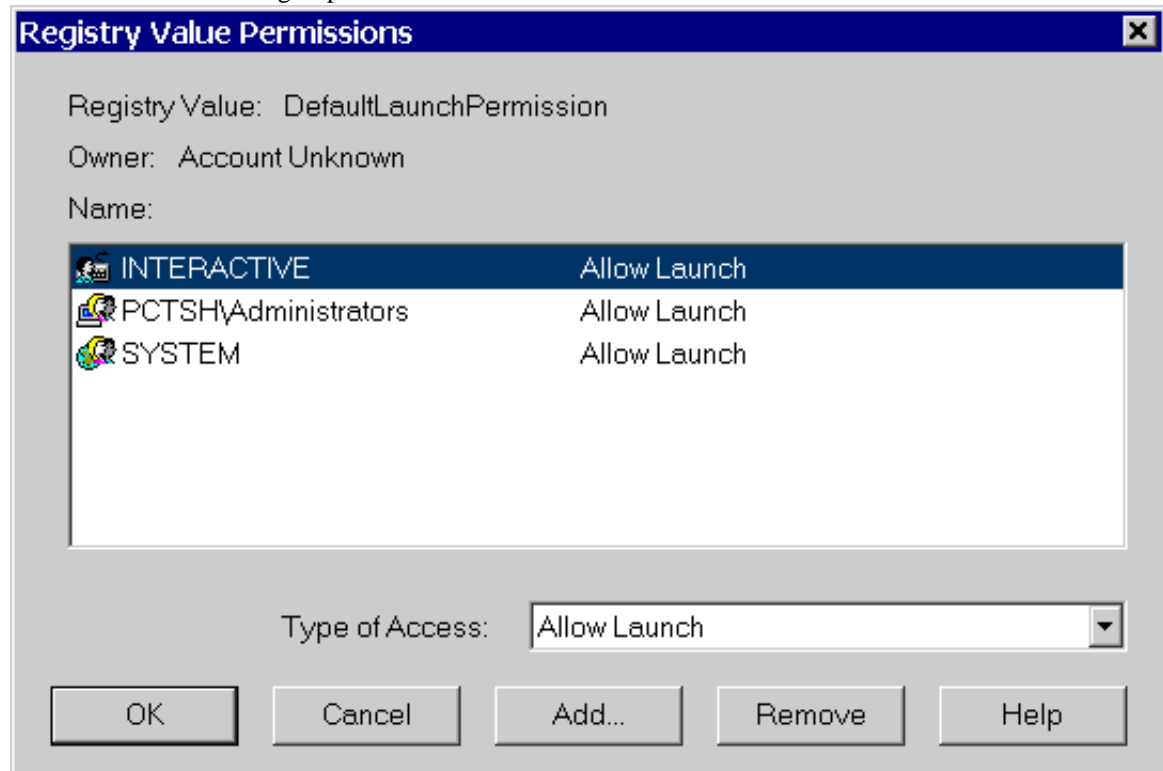 Registry Value Permissions
Registry Value: DefaultLaunchPermission
Owner: Account Unknown
Name:
INTERACTIVE Allow Launch
PCTSH\Administrators Allow Launch
SYSTEM Allow Launch
Type of Access: Allow Launch
OK Cancel Add... Remove Help